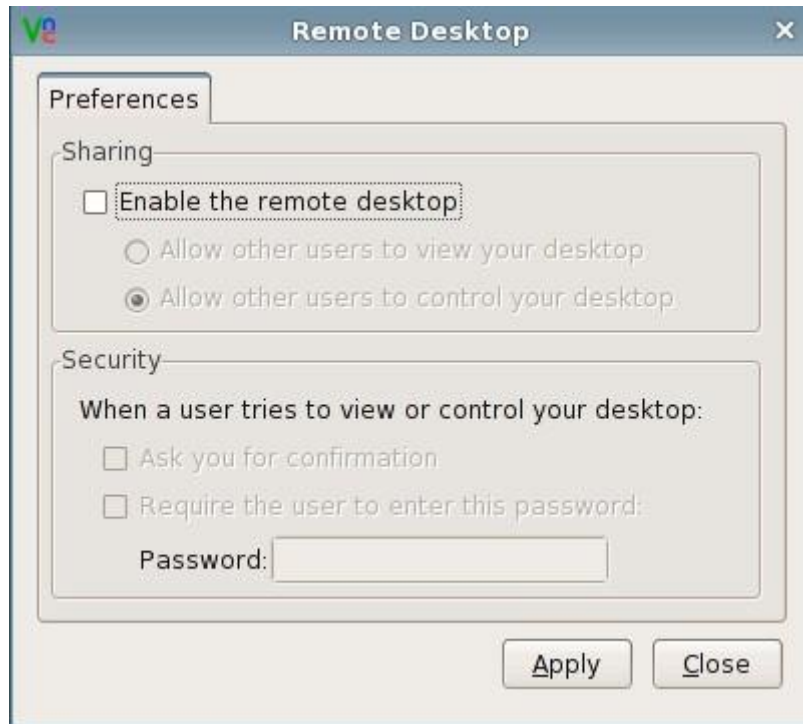 Vnc
Remote Desktop
Preferences
Sharing
Enable the remote desktop
Allow other users to view your desktop
Allow other users to control your desktop
Security
When a user tries to view or control your desktop:
Ask you for confirmation
Require the user to enter this password:
Password:
Apply Close